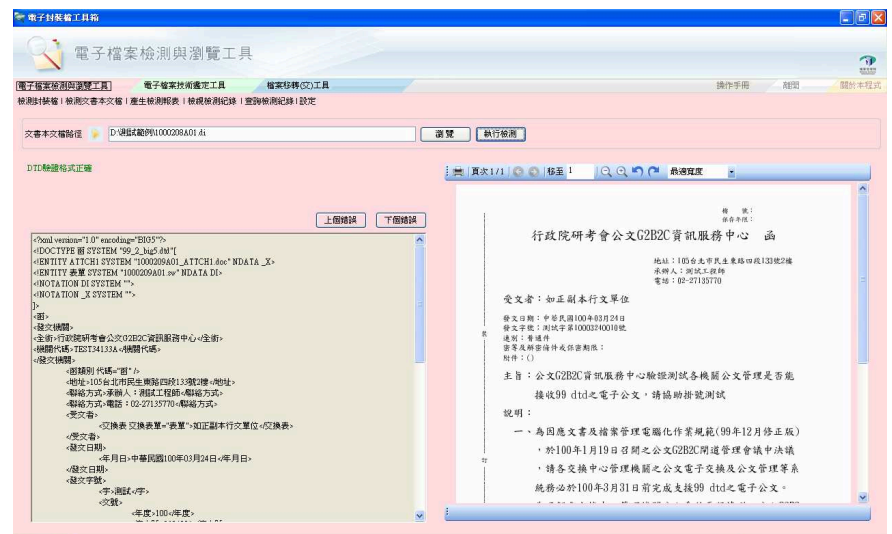 電子封裝檔工具箱
電子檔案檢測與瀏覽工具
電子檔案檢測與瀏覽工具 電子檔案技術鑑定工具 檔案移轉(交)工具 操作手冊 離開 關於本程式
檢測封裝檔 | 檢測文書本文檔 | 產生檢測報表 | 檢視檢測紀錄 | 查詢檢測紀錄 | 設定
交書本文檔路徑 D:\測試範例\1000208A01.di 瀏覽 執行檢測
DTD驗證格式正確
上個錯誤 下個錯誤
<?xml version="1.0" encoding="BIG5"?>
<!DOCTYPE 函 SYSTEM "99_2_big5.dtd"[
<!ENTITY ATTCH1 SYSTEM "1000209A01_ATTCH1.doc" NDATA _X>
<!ENTITY 表單 SYSTEM "1000209A01.sw" NDATA DI>
<!NOTATION DI SYSTEM "">
<!NOTATION _X SYSTEM "">
]>
<函>
<發文機關>
<全銜>行政院研考會公文G2B2C資訊服務中心</全銜>
<機關代碼>TEST34133A</機關代碼>
</發文機關>
<函類別 代碼="函" />
<地址>105台北市民生東路四段133號2樓</地址>
<聯絡方式>承辦人：測試工程師</聯絡方式>
<聯絡方式>電話：02-27135770</聯絡方式>
<受文者>
<交換表 交換表單="表單">如正副本行文單位</交換表>
</受文者>
<發文日期>
<年月日>中華民國100年03月24日</年月日>
</發文日期>
<發文字號>
<字>測試</字>
<文號>
<年度>100</年度>
頁次 1/1 移至 1 最適寬度
檔 號：
保存年限：
行政院研考會公文G2B2C資訊服務中心 函
地址：105台北市民生東路四段133號2樓
承辦人：測試工程師
電話：02-27135770
受文者：如正副本行文單位
發文日期：中華民國100年03月24日
發文字號：測試字第1000324001號
速別：普通件
密等及解密條件或保密期限：
附件：()
主旨：公文G2B2C資訊服務中心驗證測試各機關公文管理是否能
接收99 dtd之電子公文，請協助掛號測試
說明：
一、為因應文書及檔案管理電腦化作業規範(99年12月修正版)
訂
，於100年1月19日召開之公文G2B2C閘道管理會議中決議
，請各交換中心管理機關之公文電子交換及公文管理等系
統務必於100年3月31日前完成支援99 dtd之電子公文。